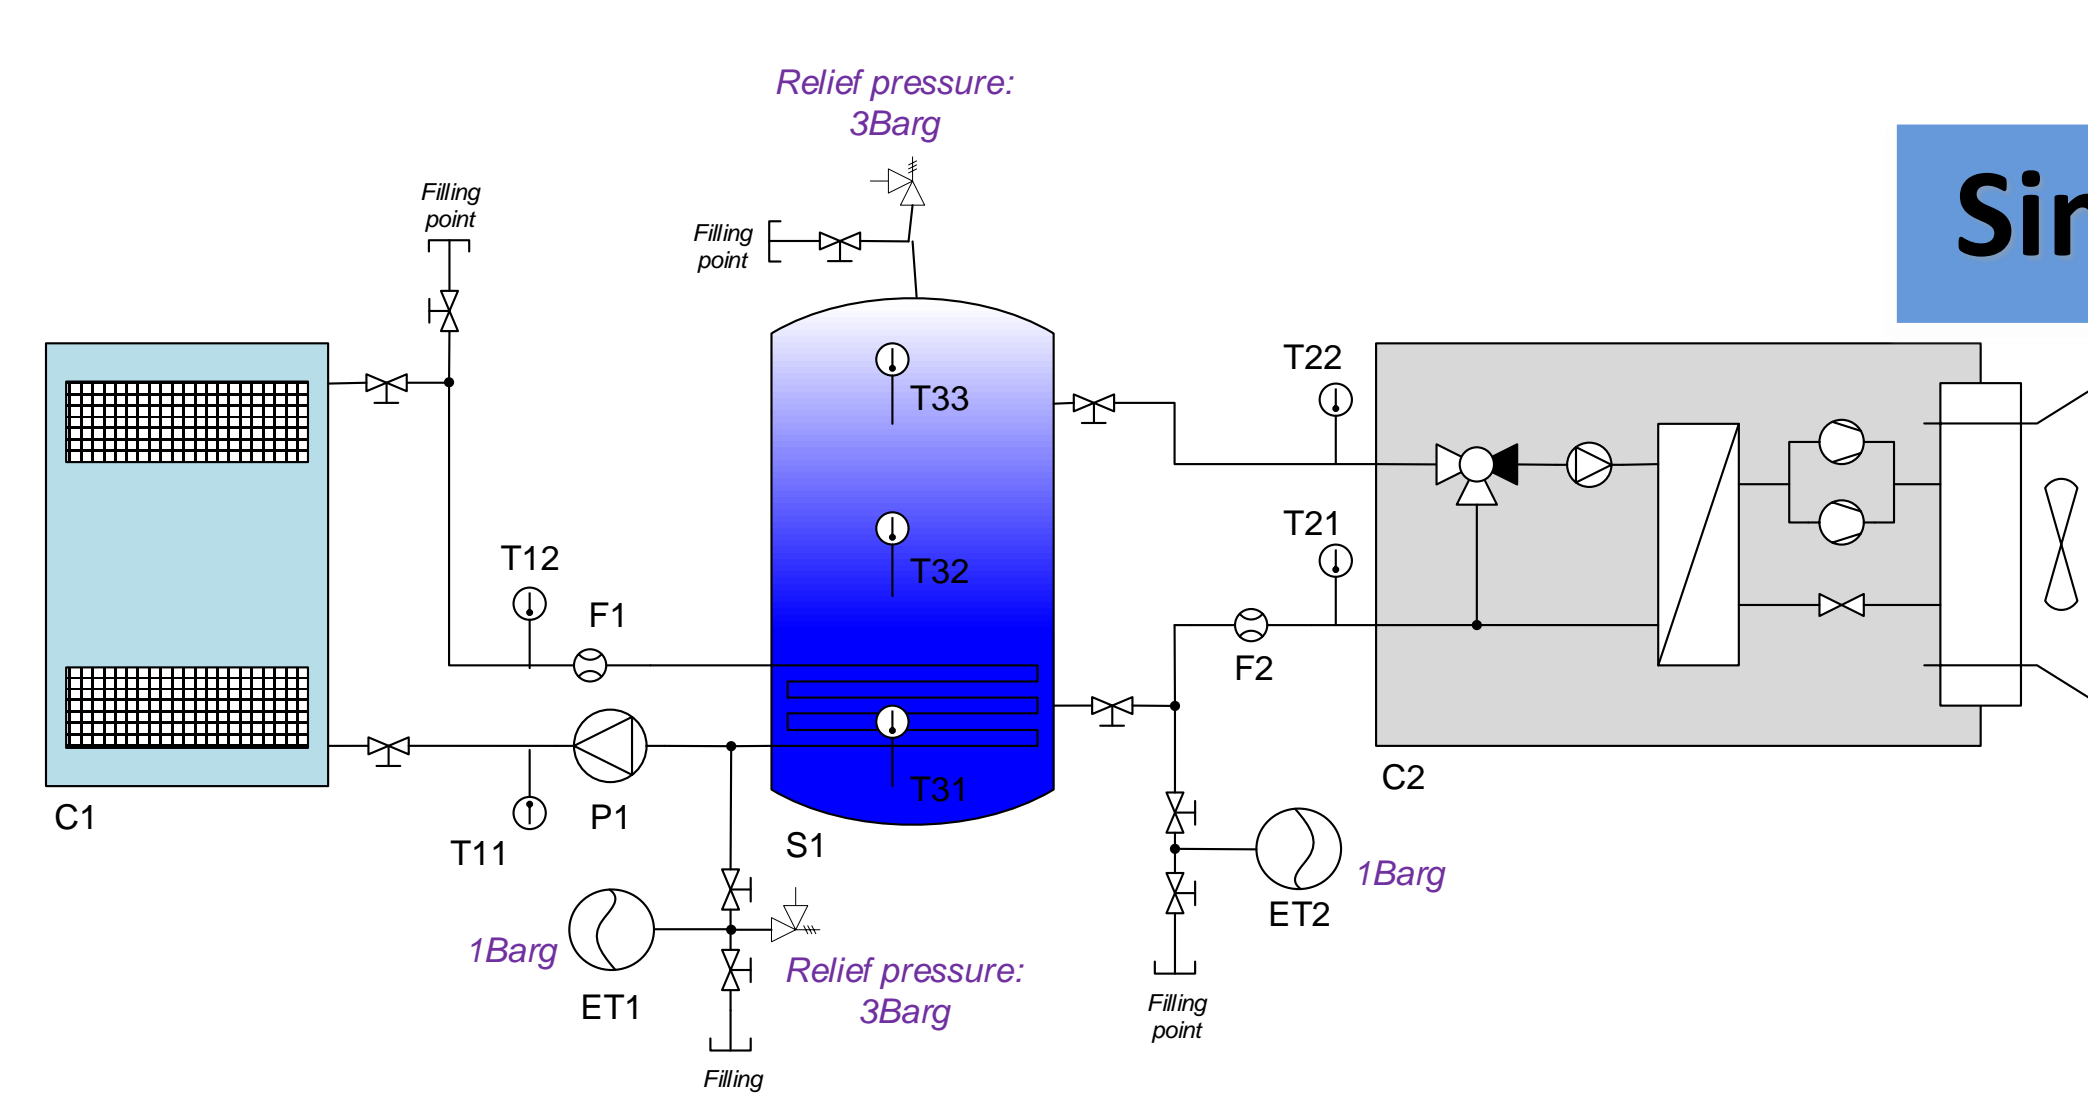 Relief pressure:
3Barg
Filling
point
Filling
point
T22
T33
T21
T12
T32
F1
F2
T31
C2
C1
P1
T11
S1
1Barg
ET2
1Barg
Relief pressure:
3Barg
ET1
Filling
point
Filling